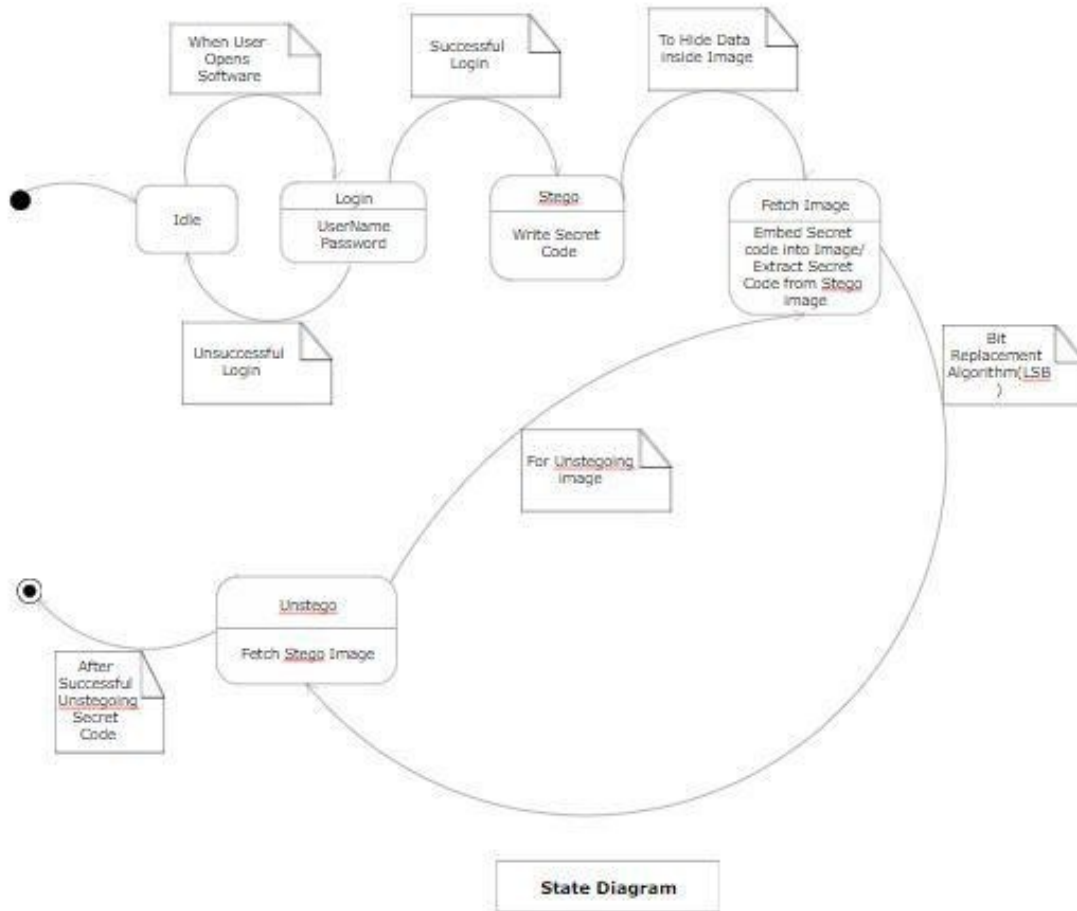 When User
Opens
Software
Successful
Login
To Hide Data
inside Image
Idle
Login
UserName
Password
Stego
Write Secret
Code
Fetch Image
Embed Secret
code into Image/
Extract Secret
Code from Stego
image
Unsuccessful
Login
Bit
Replacement
Algorithm(LSB
)
For Unstegoing
image
Unstego
Fetch Stego Image
After
Successful
Unstegoing
Secret
Code
State Diagram